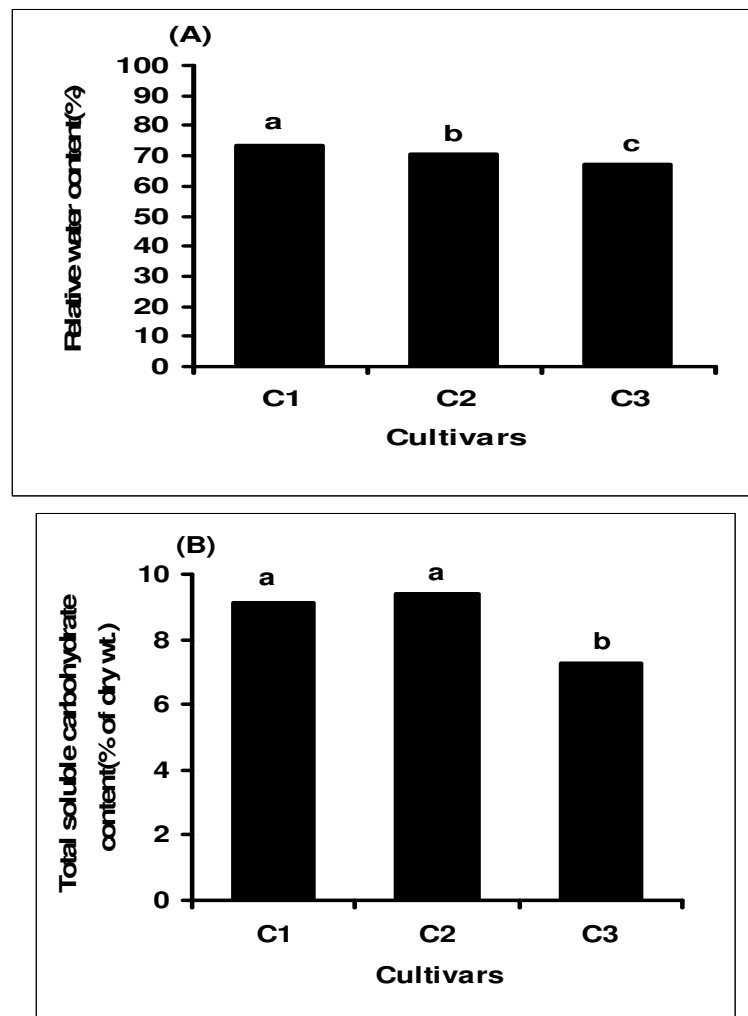 (A)
Relative water content(%)
100
90
80
70
60
50
40
30
20
10
0
a
b
c
C1 C2 C3
Cultivars
(B)
Total soluble carbohydrate
content(% of dry wt.)
10
8
6
4
2
0
a
a
b
C1 C2 C3
Cultivars